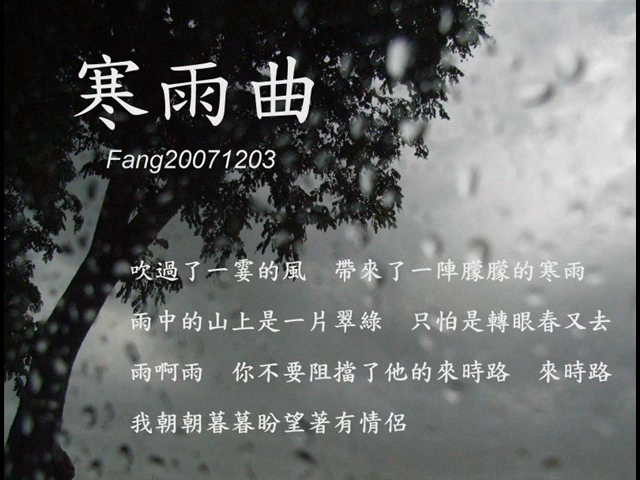 寒雨曲
Fang20071203
吹過了一霎的風　帶來了一陣朦朦的寒雨
雨中的山上是一片翠綠　只怕是轉眼春又去
雨啊雨　你不要阻擋了他的來時路　來時路
我朝朝暮暮盼望著有情侶